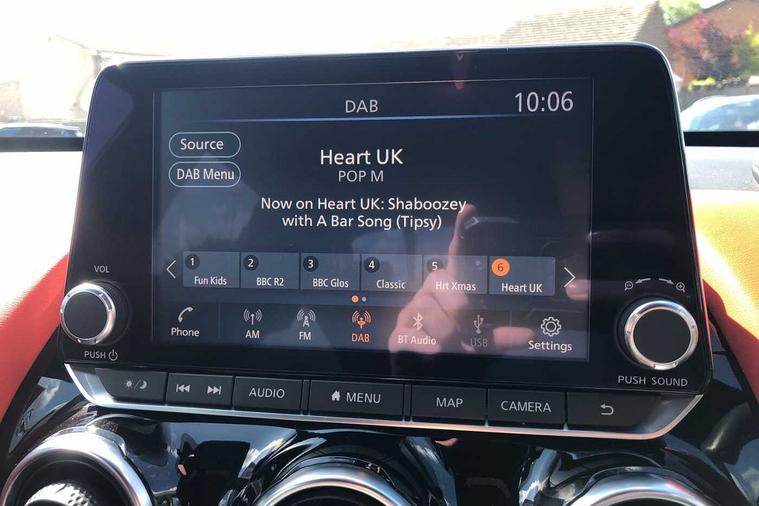 DAB
10:06
Source
DAB Menu
Heart UK
POP M
Now on Heart UK: Shaboozey
with A Bar Song (Tipsy)
1 Fun Kids
2 BBC R2
3 BBC Glos
4 Classic
5 Hrt Xmas
6 Heart UK
Phone
AM
FM
DAB
BT Audio
USB
Settings
VOL
PUSH
PUSH SOUND
AUDIO
MENU
MAP
CAMERA